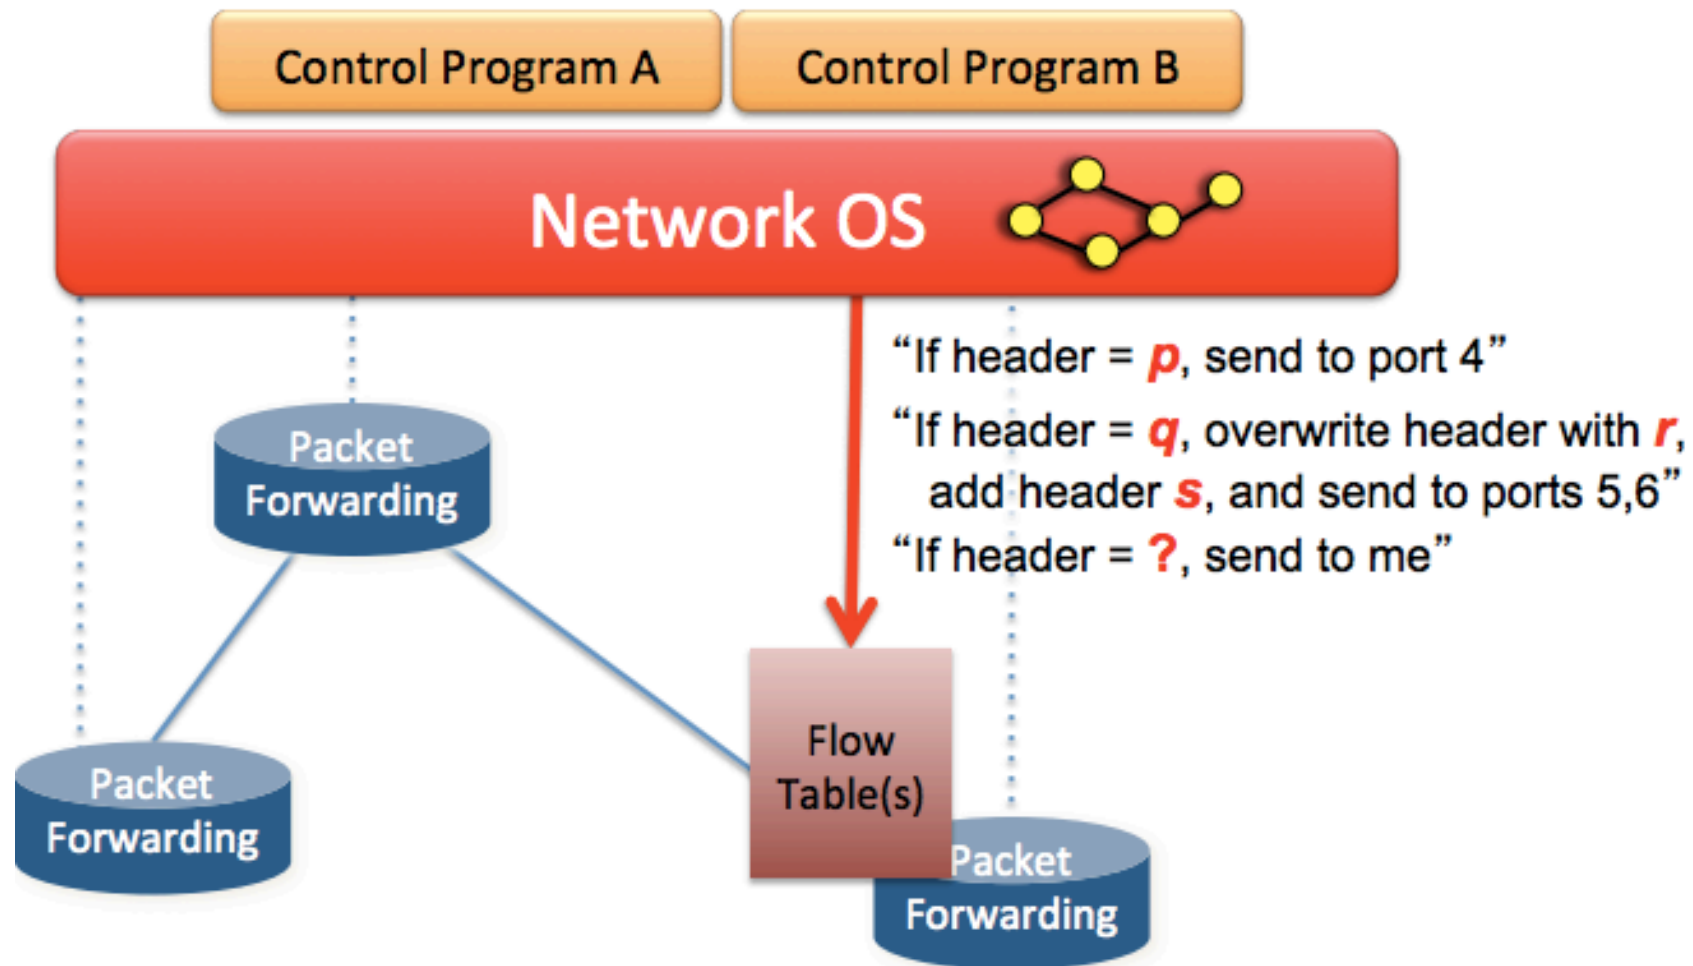 Control Program A
Control Program B
Network OS
“If header = p, send to port 4”
“If header = q, overwrite header with r,
add header s, and send to ports 5,6”
“If header = ?, send to me”
Packet
Forwarding
Flow
Table(s)
Packet
Forwarding
Packet
Forwarding